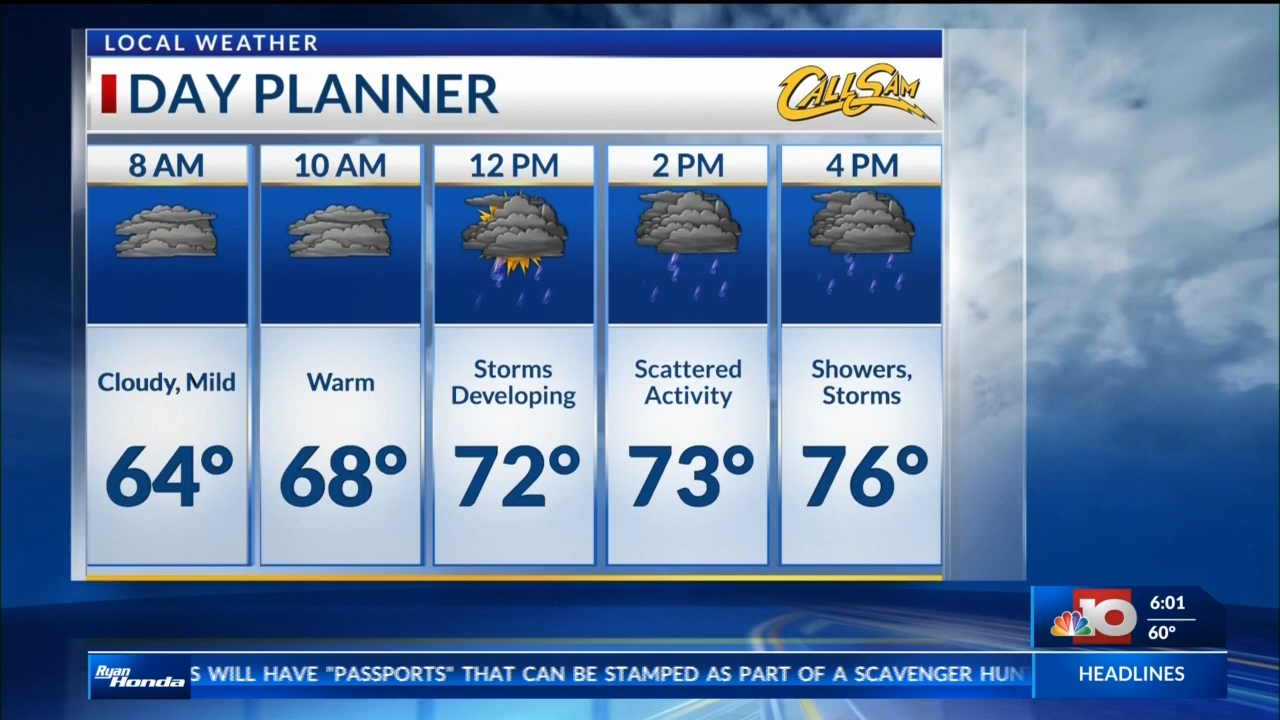 LOCAL WEATHER
DAY PLANNER
CALLSAM
8 AM
10 AM
12 PM
2 PM
4 PM
Cloudy, Mild
Warm
Storms
Developing
Scattered
Activity
Showers,
Storms
64°
68°
72°
73°
76°
10
6:01
60°
Ryan
Honda
S WILL HAVE "PASSPORTS" THAT CAN BE STAMPED AS PART OF A SCAVENGER HUN
HEADLINES